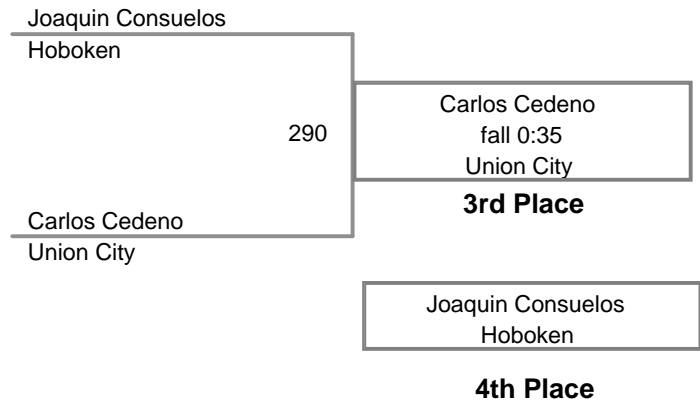 Joaquin Consuelos
Hoboken
290
Carlos Cedeno
fall 0:35
Union City
3rd Place
Carlos Cedeno
Union City
Joaquin Consuelos
Hoboken
4th Place